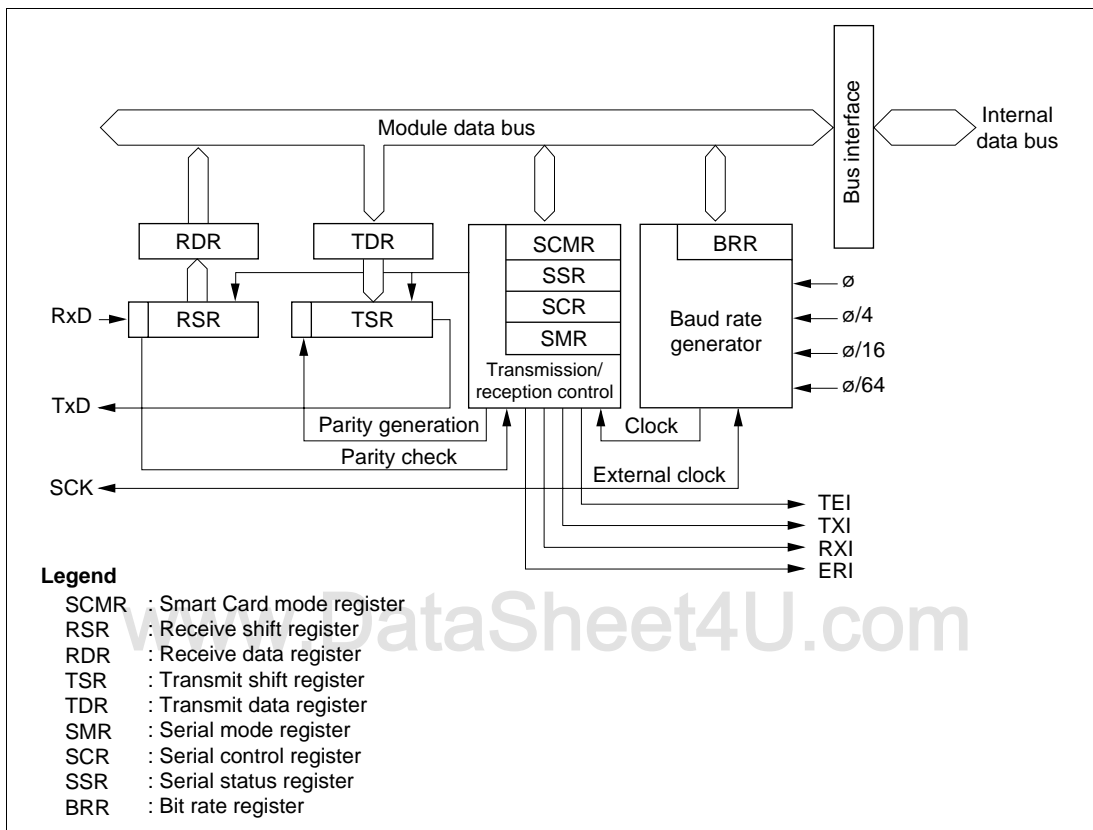 Module data bus
Bus interface
Internal
data bus
RDR
TDR
RSR
TSR
SCMR
SSR
SCR
SMR
Transmission/
reception control
BRR
Baud rate
generator
ø
ø/4
ø/16
ø/64
RxD
TxD
SCK
Parity generation
Parity check
Clock
External clock
TEI
TXI
RXI
ERI
Legend
SCMR : Smart Card mode register
RSR : Receive shift register
RDR : Receive data register
TSR : Transmit shift register
TDR : Transmit data register
SMR : Serial mode register
SCR : Serial control register
SSR : Serial status register
BRR : Bit rate register
www.DataSheet4U.com